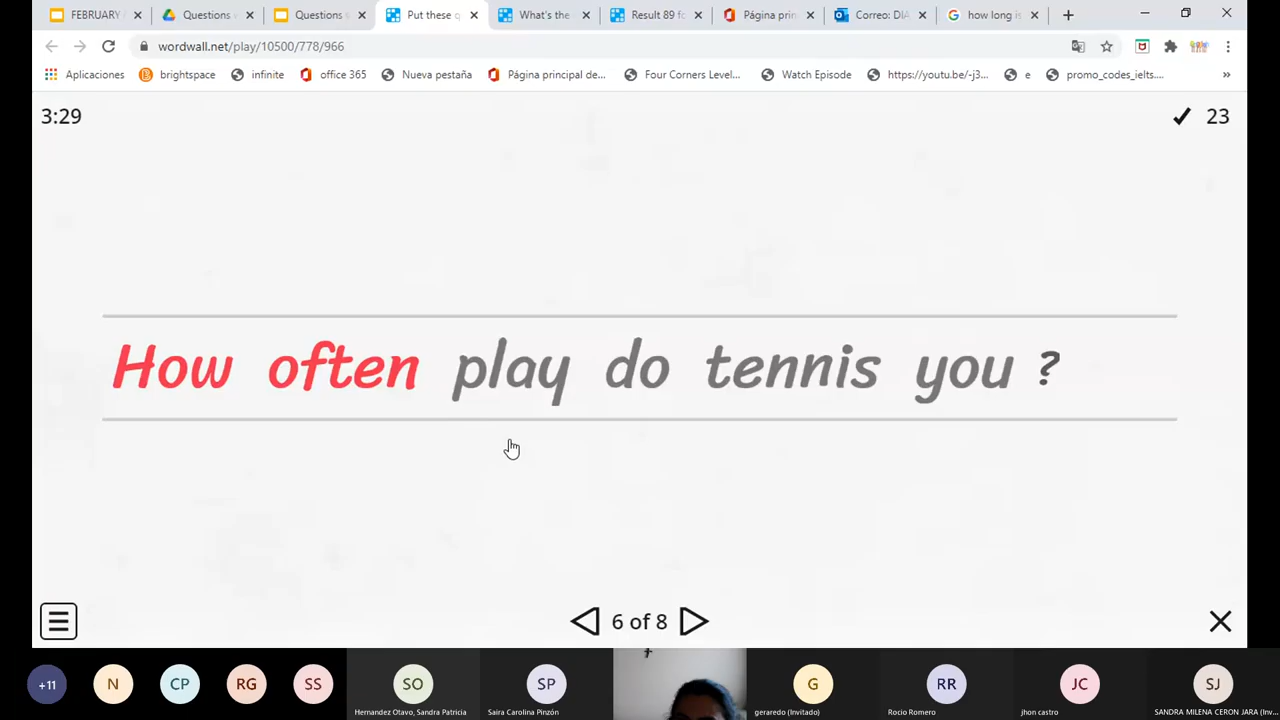 FEBRUARY Questions w Questions s Put these q What's the Result 89 fo Página prin Correo: DIA how long is
wordwall.net/play/10500/778/966
Aplicaciones brightspace infinite office 365 Nueva pestaña Página principal de... Four Corners Level... Watch Episode https://youtu.be/-j3... e promo_codes_ielts.... »
3:29 23
How often play do tennis you ?
6 of 8
+11 N CP RG SS SO SP G RR JC SJ
Hernandez Otavo, Sandra Patricia Saira Carolina Pinzón geraredo (Invitado) Rocio Romero jhon castro SANDRA MILENA CERON JARA (Inv...